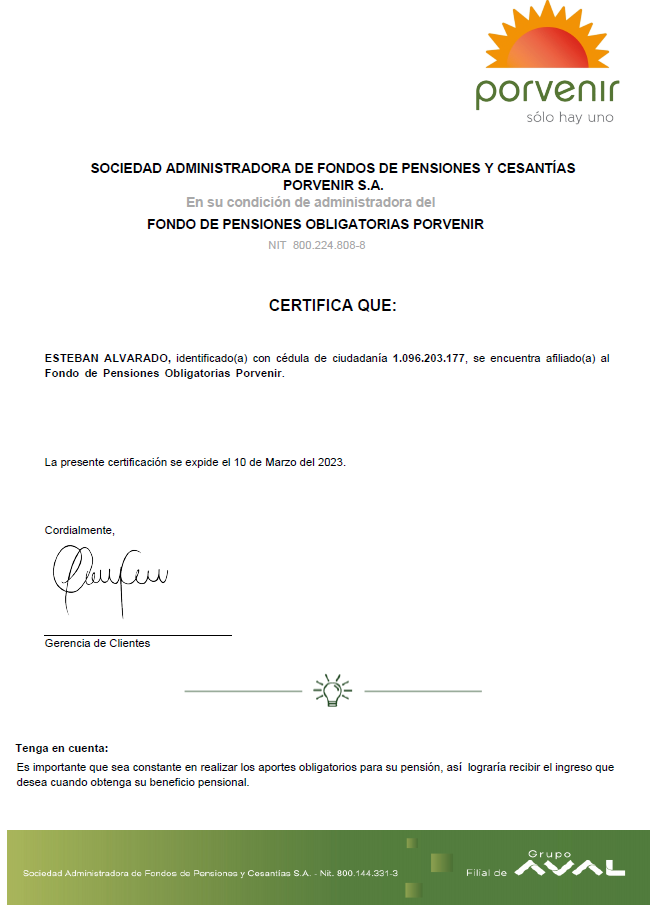 porvenir
sólo hay uno
SOCIEDAD ADMINISTRADORA DE FONDOS DE PENSIONES Y CESANTÍAS
PORVENIR S.A.
En su condición de administradora del
FONDO DE PENSIONES OBLIGATORIAS PORVENIR
NIT 800.224.808-8
CERTIFICA QUE:
ESTEBAN ALVARADO, identificado(a) con cédula de ciudadanía 1.096.203.177, se encuentra afiliado(a) al
Fondo de Pensiones Obligatorias Porvenir.
La presente certificación se expide el 10 de Marzo del 2023.
Cordialmente,
Gerencia de Clientes
Tenga en cuenta:
Es importante que sea constante en realizar los aportes obligatorios para su pensión, así lograría recibir el ingreso que
desea cuando obtenga su beneficio pensional.
Sociedad Administradora de Fondos de Pensiones y Cesantías S.A. - Nit. 800.144.331-3
Filial de Grupo AVAL